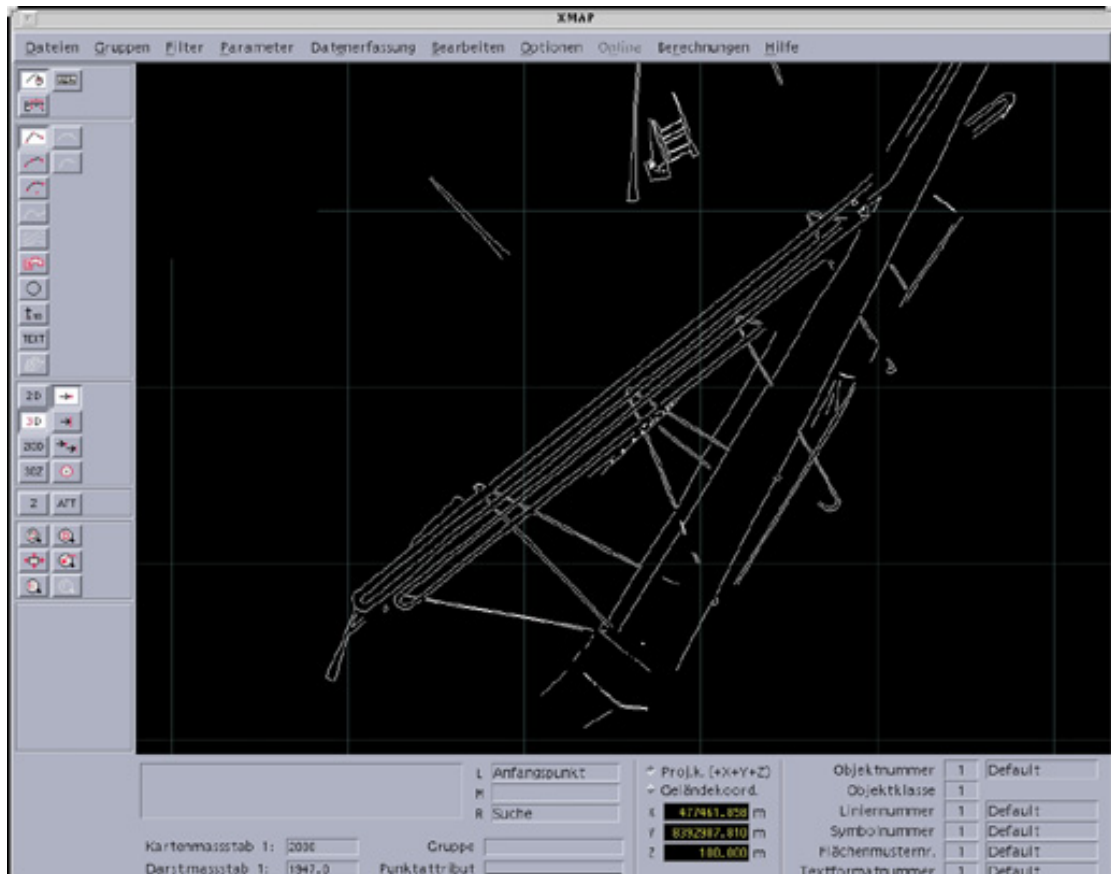 XMAP
Dateien Gruppen Filter Parameter Datenerfassung Bearbeiten Optionen Online Berechnungen Hilfe
TEXT
2D
3D
Z ATT
L Anfangspunkt
M
R Suche
Proj.k. (+X+Y+Z)
Geländekoord.
X 477461.858 m
Y 8392987.810 m
Z 100.000 m
Kartenmassstab 1: 2000
Gruppe
Darst.massstab 1: 1947.0
Punktattribut
Objektnummer 1 Default
Objektklasse 1
Liniennummer 1 Default
Symbolnummer 1 Default
Flächenmusternr. 1 Default
Textformatnummer 1 Default